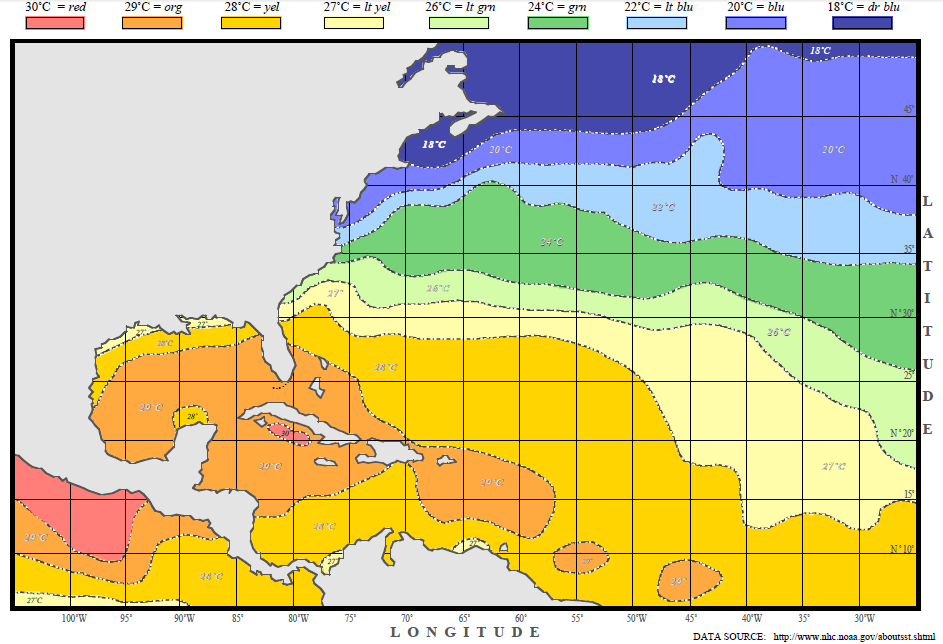 30°C = red 29°C = org 28°C = yel 27°C = lt yel 26°C = lt grn 24°C = grn 22°C = lt blu 20°C = blu 18°C = dr blu
18°C
18°C
45°
18°C
20°C
20°C
N 40°
22°C
24°C
35°
26°C
27°
N°30°
27°
27°
26°C
28°C
28°C
25°
29°C
28°
30°
N°20°
29°C
27°C
29°C
15°
28°C
29°C
27°
N°10°
27°
29°
28°C
29°
27°C
L
A
T
I
T
U
D
E
100°W 95°W 90°W 85°W 80°W 75°W 70°W 65°W 60°W 55°W 50°W 45°W 40°W 35°W 30°W
LONGITUDE
DATA SOURCE: http://www.nhc.noaa.gov/aboutsst.shtml